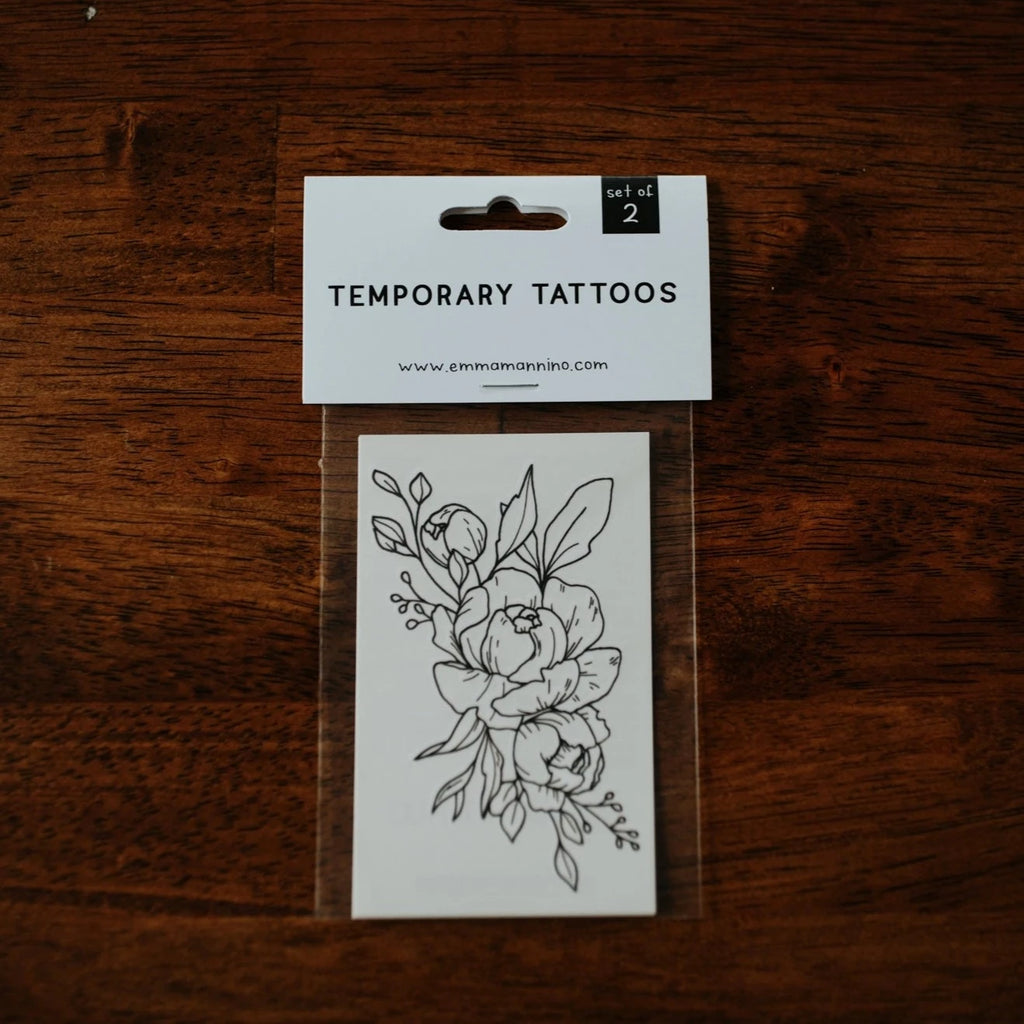 set of
2
TEMPORARY TATTOOS
www.emmamannino.com